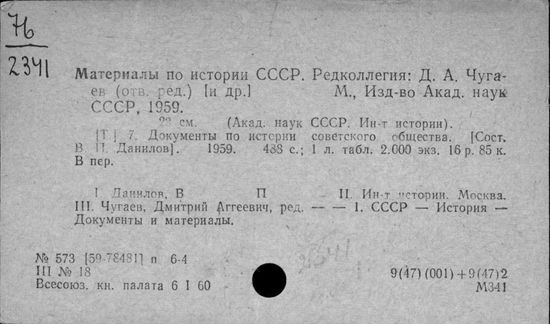 76
2341
Материалы по истории СССР. Редколлегия: Д. А. Чуга-
ев (отв. ред.) [и др.] М., Изд-во Акад. наук
СССР, 1959.
22 см. (Акад. наук СССР. Ин-т истории).
[Т.] 7. Документы по истории советского общества. [Сост.
В. П. Данилов]. 1959. 438 с.; 1 л. табл. 2.000 экз. 16 р. 85 к.
В пер.
I. Данилов, В П — II. Ин-т истории. Москва.
III. Чугаев, Дмитрий Аггеевич, ред. — — 1. СССР — История —
Документы и материалы.
№ 573 [59-78481] п 6-4
III № 18 9(47)(001)+9(47)2
Всесоюз. кн. палата 6 I 60 М341